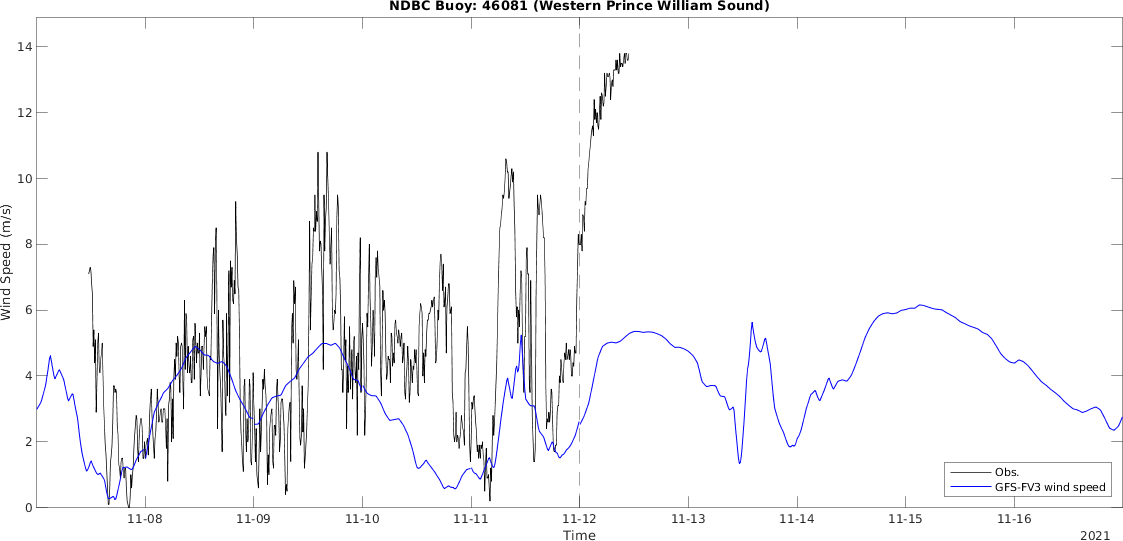 NDBC Buoy: 46081 (Western Prince William Sound)
Wind Speed (m/s)
14
12
10
8
6
4
2
0
11-08 11-09 11-10 11-11 11-12 11-13 11-14 11-15 11-16
Time
2021
Obs.
GFS-FV3 wind speed